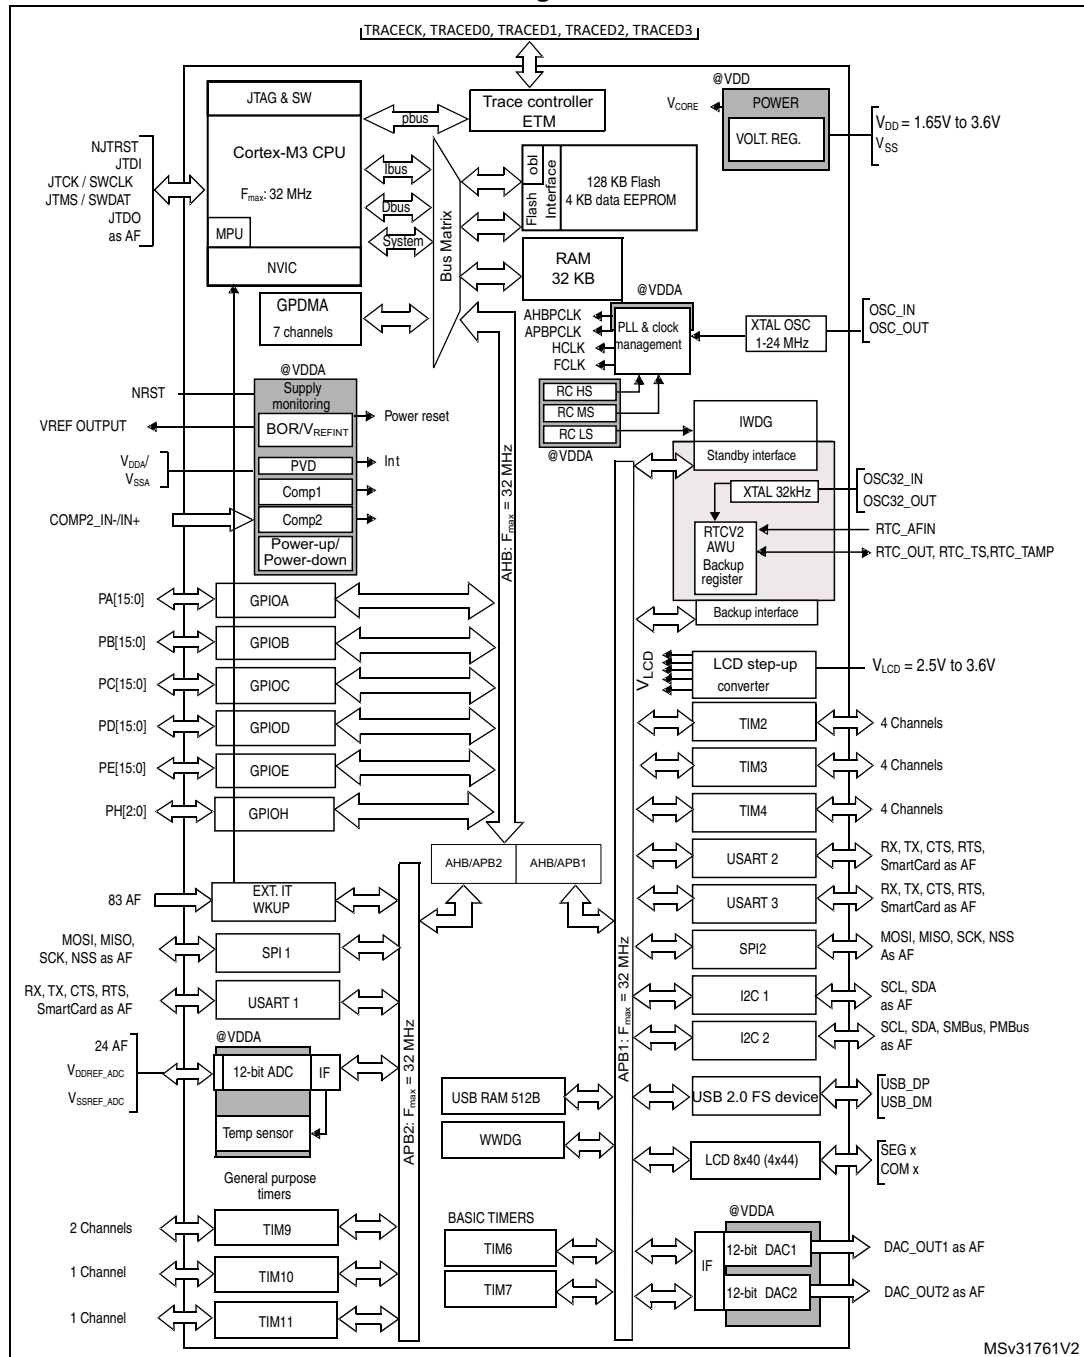 TRACECK, TRACED0, TRACED1, TRACED2, TRACED3
JTAG & SW
pbus
Trace controller
ETM
@VDD
VCORE
POWER
VOLT. REG.
VDD = 1.65V to 3.6V
VSS
NJTRST
JTDI
JTCK / SWCLK
JTMS / SWDAT
JTDO
as AF
Cortex-M3 CPU
Fmax: 32 MHz
MPU
NVIC
Ibus
Dbus
System
Bus Matrix
Flash
obl
Interface
128 KB Flash
4 KB data EEPROM
RAM
32 KB
GPDMA
7 channels
@VDDA
AHBPCLK
APBPCLK
HCLK
FCLK
PLL & clock
management
XTAL OSC
1-24 MHz
OSC_IN
OSC_OUT
RC HS
RC MS
RC LS
@VDDA
@VDDA
Supply
monitoring
NRST
VREF OUTPUT
BOR/VREFINT
Power reset
VDDA/
VSSA
PVD
Int
Comp1
COMP2_IN-/IN+
Comp2
Power-up/
Power-down
IWDG
Standby interface
XTAL 32kHz
OSC32_IN
OSC32_OUT
RTCV2
AWU
Backup
register
RTC_AFIN
RTC_OUT, RTC_TS,RTC_TAMP
Backup interface
AHB: Fmax = 32 MHz
PA[15:0]
GPIOA
PB[15:0]
GPIOB
PC[15:0]
GPIOC
PD[15:0]
GPIOD
PE[15:0]
GPIOE
PH[2:0]
GPIOH
VLCD
LCD step-up
converter
VLCD = 2.5V to 3.6V
TIM2
4 Channels
TIM3
4 Channels
TIM4
4 Channels
AHB/APB2
AHB/APB1
USART 2
RX, TX, CTS, RTS,
SmartCard as AF
USART 3
RX, TX, CTS, RTS,
SmartCard as AF
SPI2
MOSI, MISO, SCK, NSS
As AF
I2C 1
SCL, SDA
as AF
I2C 2
SCL, SDA, SMBus, PMBus
as AF
83 AF
EXT. IT
WKUP
MOSI, MISO,
SCK, NSS as AF
SPI 1
RX, TX, CTS, RTS,
SmartCard as AF
USART 1
@VDDA
24 AF
VDDREF_ADC
VSSREF_ADC
12-bit ADC
IF
Temp sensor
APB2: Fmax = 32 MHz
APB1: Fmax = 32 MHz
USB RAM 512B
WWDG
USB 2.0 FS device
USB_DP
USB_DM
LCD 8x40 (4x44)
SEG x
COM x
General purpose
timers
2 Channels
TIM9
1 Channel
TIM10
1 Channel
TIM11
BASIC TIMERS
TIM6
TIM7
@VDDA
IF
12-bit DAC1
12-bit DAC2
DAC_OUT1 as AF
DAC_OUT2 as AF
MSv31761V2